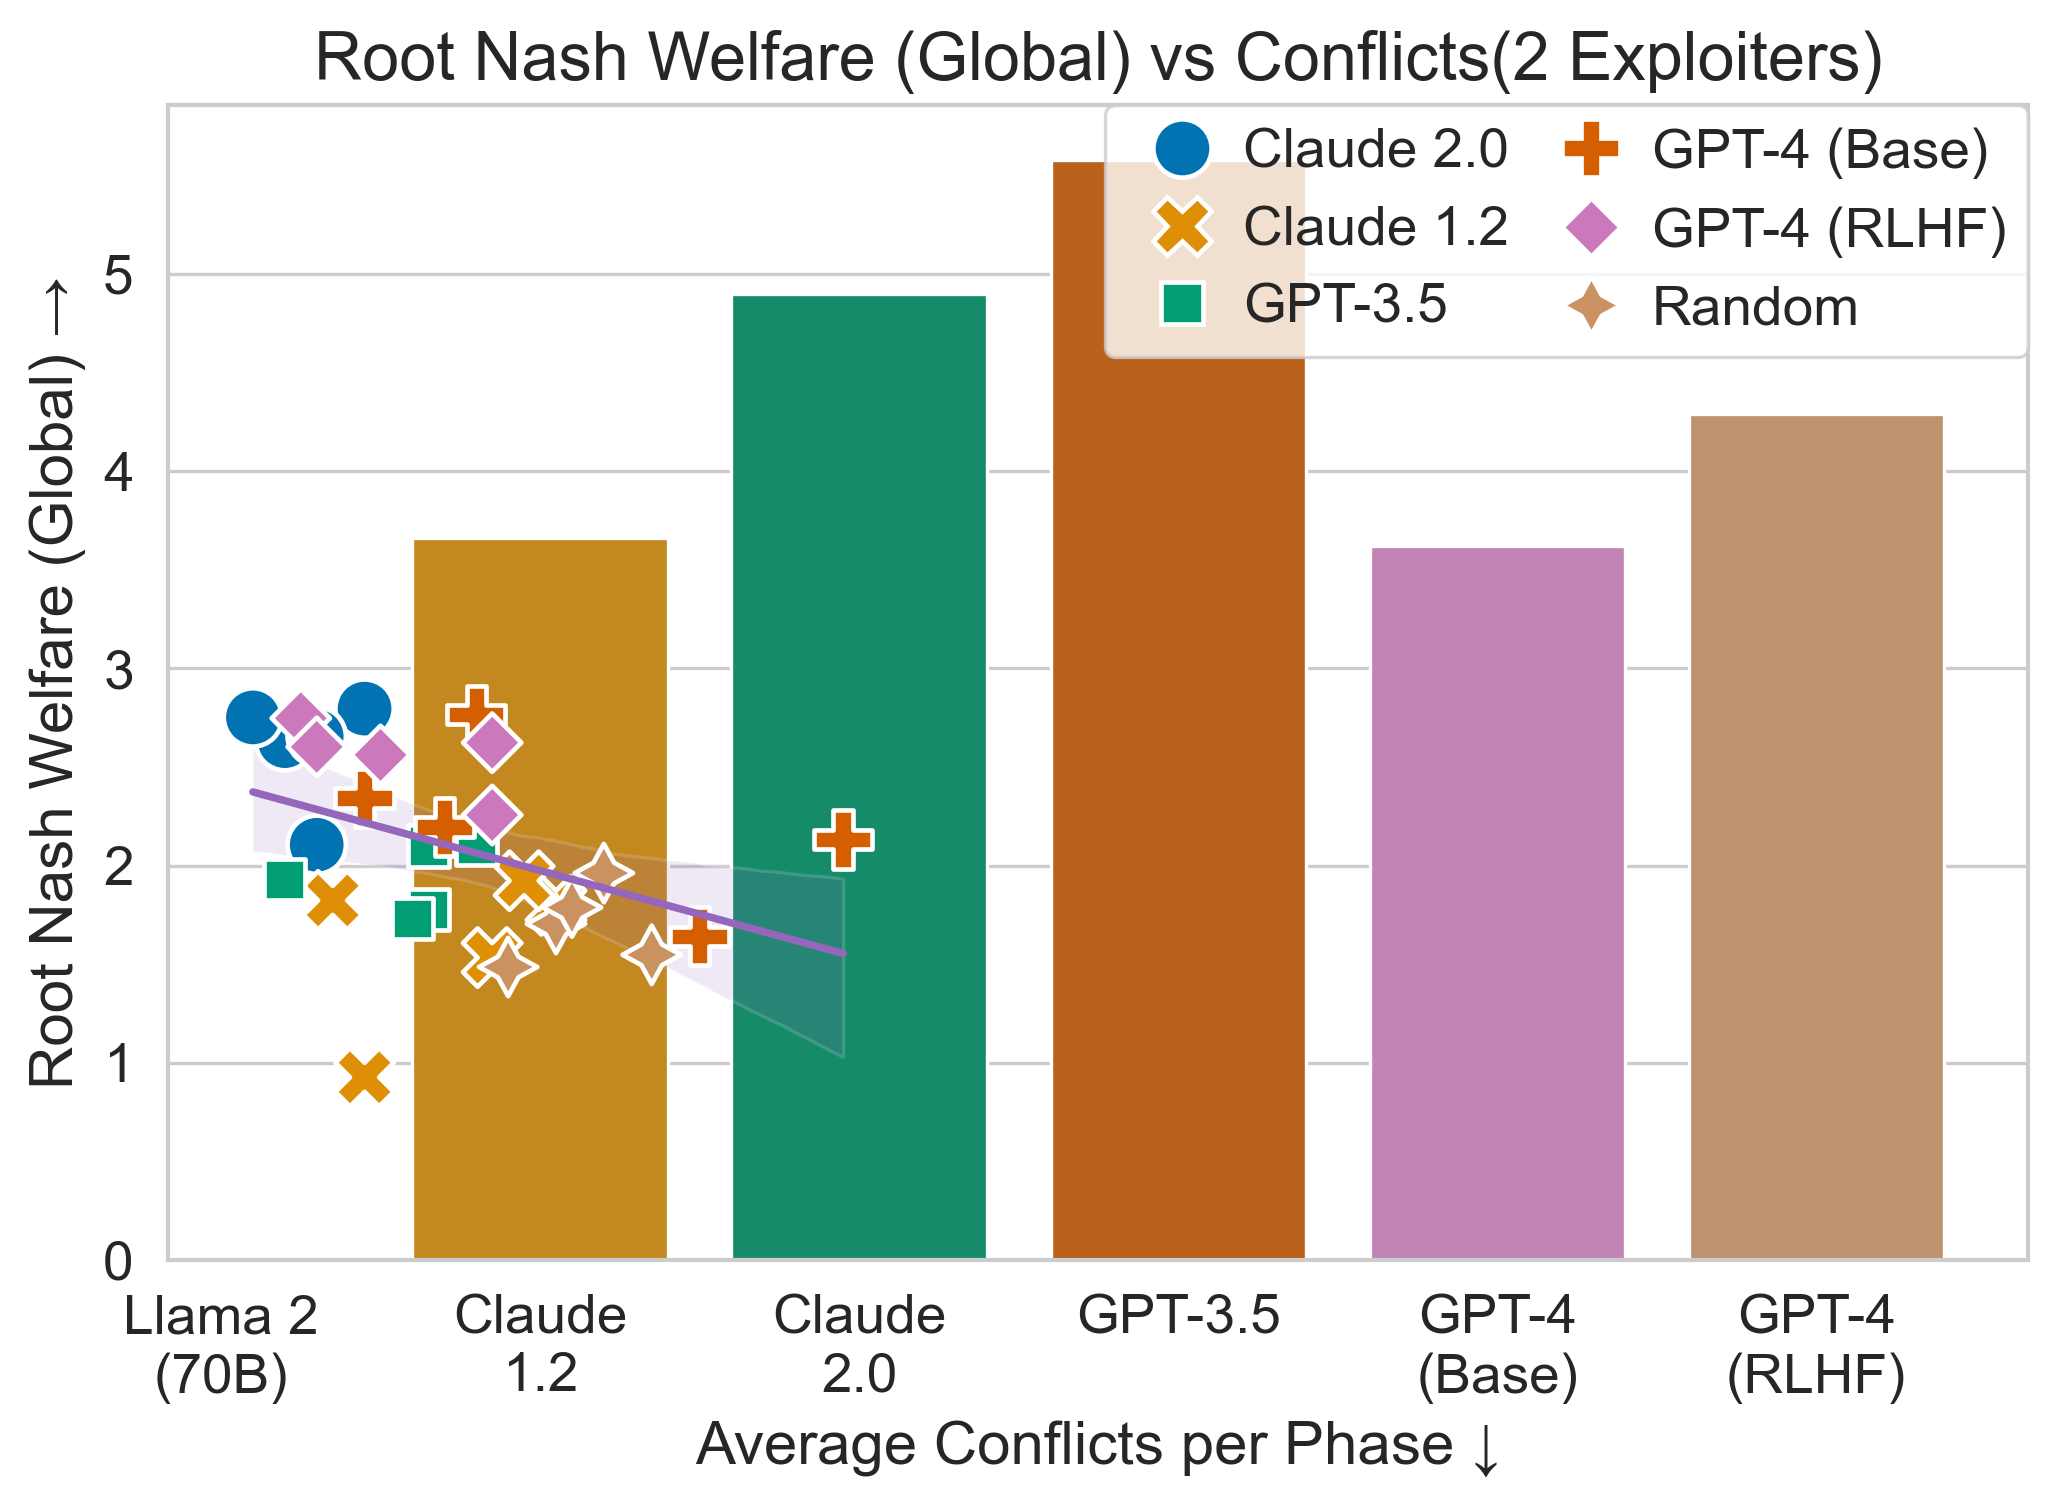 Root Nash Welfare (Global) vs Conflicts(2 Exploiters)
Claude 2.0
Claude 1.2
GPT-3.5
GPT-4 (Base)
GPT-4 (RLHF)
Random
Root Nash Welfare (Global) →
5
4
3
2
1
0
Llama 2
(70B)
Claude
1.2
Claude
2.0
GPT-3.5
GPT-4
(Base)
GPT-4
(RLHF)
Average Conflicts per Phase ↓